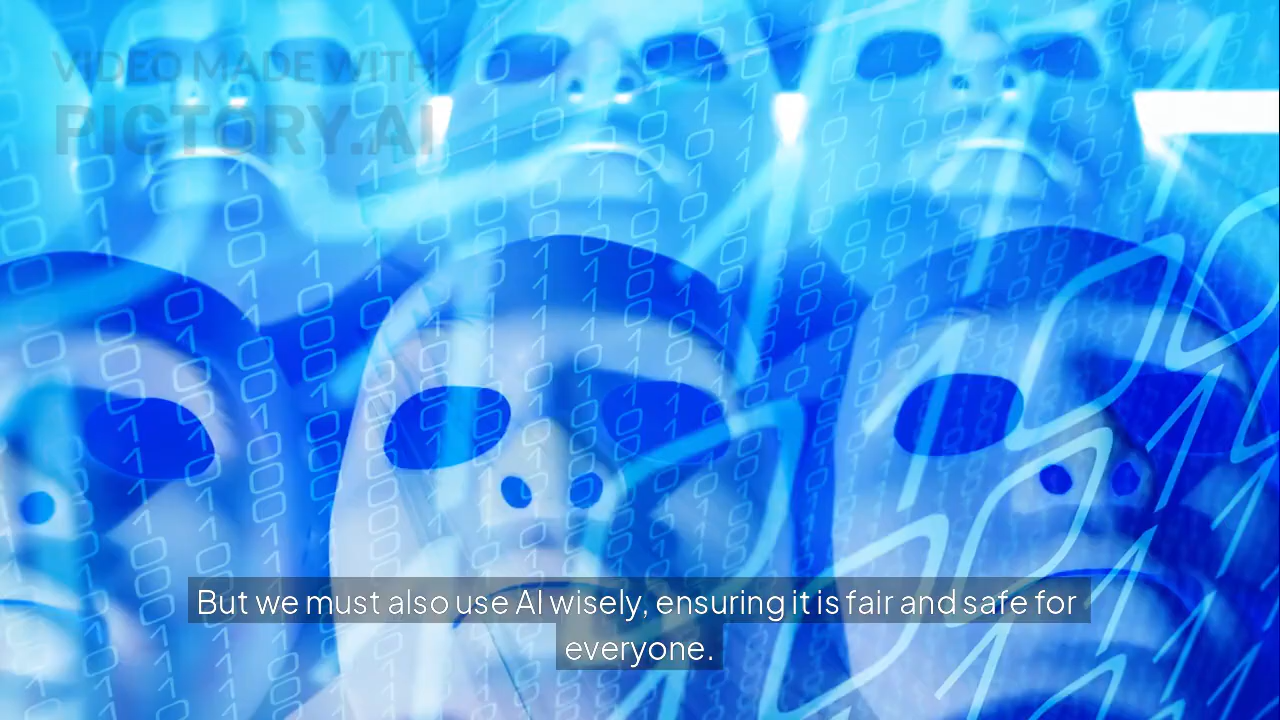 VIDEO MADE WITH
PICTORY.AI
But we must also use AI wisely, ensuring it is fair and safe for
everyone.